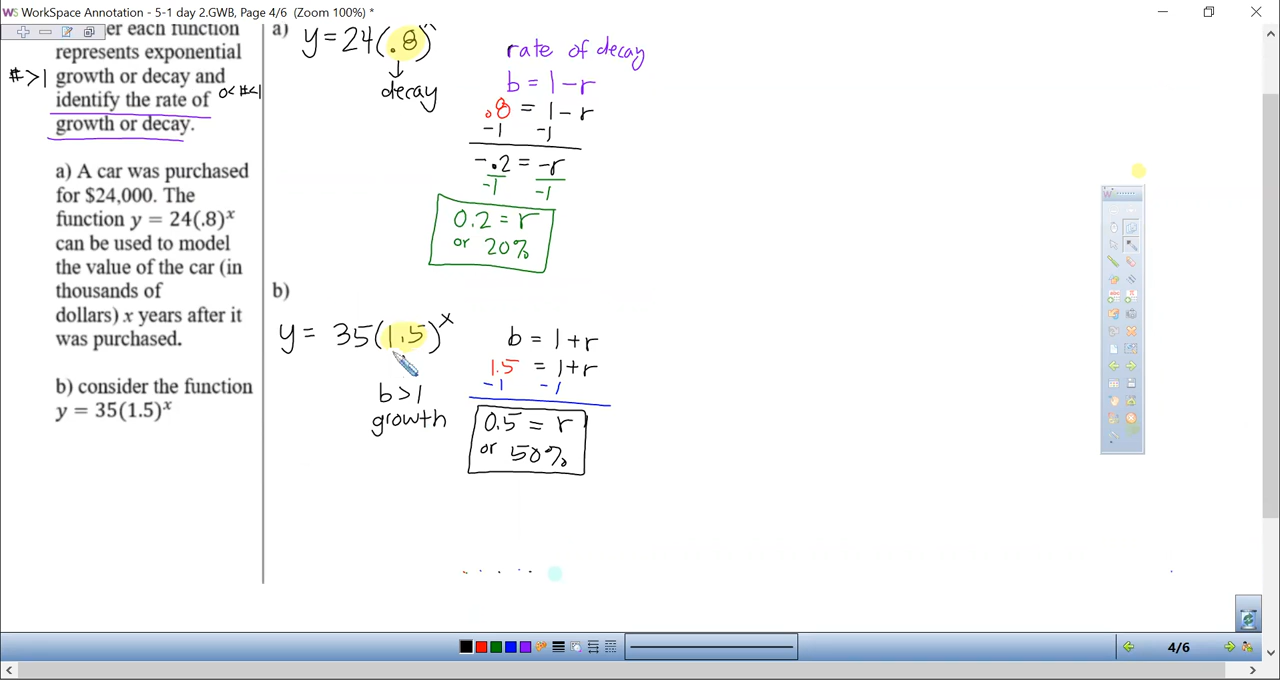 WorkSpace Annotation - 5-1 day 2.GWB, Page 4/6 (Zoom 100%) *
er each function
represents exponential
growth or decay and
identify the rate of
growth or decay.
# > 1
0 < # < 1
a) A car was purchased
for $24,000. The
function y = 24(.8)^x
can be used to model
the value of the car (in
thousands of
dollars) x years after it
was purchased.
b) consider the function
y = 35(1.5)^x
a)
y = 24(.8)^x
decay
rate of decay
b = 1 - r
.8 = 1 - r
-1 -1
-.2 = -r
-1 -1
0.2 = r
or 20%
b)
y = 35(1.5)^x
b > 1
growth
b = 1 + r
1.5 = 1 + r
-1 -1
0.5 = r
or 50%
4/6